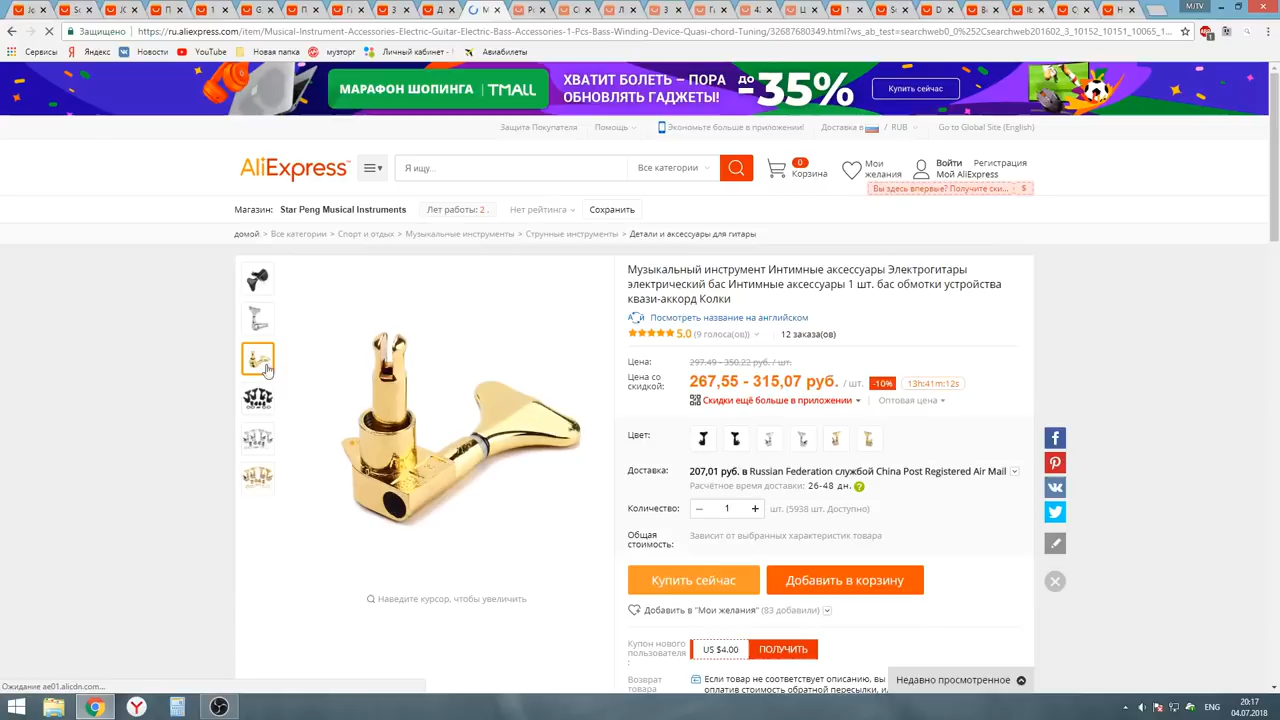 MJTV
Защищено
https://ru.aliexpress.com/item/Musical-Instrument-Accessories-Electric-Guitar-Electric-Bass-Accessories-1-Pcs-Bass-Winding-Device-Quasi-chord-Tuning/32687680349.html?ws_ab_test=searchweb0_0%252Csearchweb201602_3_10152_10151_10065_1...
Сервисы Яндекс Новости YouTube Новая папка музторг Личный кабинет - Авиабилеты
МАРАФОН ШОПИНГА | TMALL
ХВАТИТ БОЛЕТЬ – ПОРА
ОБНОВЛЯТЬ ГАДЖЕТЫ!
до -35%
Купить сейчас
Защита Покупателя Помощь Экономьте больше в приложении! Доставка в / RUB Go to Global Site (English)
AliExpress
Я ищу...
Все категории
0
Корзина
Мои
желания
Войти Регистрация
Мой AliExpress
Вы здесь впервые? Получите ски... $
Магазин: Star Peng Musical Instruments Лет работы: 2 . Нет рейтинга Сохранить
домой > Все категории > Спорт и отдых > Музыкальные инструменты > Струнные инструменты > Детали и аксессуары для гитары
Музыкальный инструмент Интимные аксессуары Электрогитары
электрический бас Интимные аксессуары 1 шт. бас обмотки устройства
квази-аккорд Колки
Посмотреть название на английском
5.0 (9 голоса(ов)) 12 заказа(ов)
Цена: 297.49 - 350.22 руб. / шт.
Цена со
скидкой:
267,55 - 315,07 руб. / шт. -10% 13h:41m:12s
Скидки ещё больше в приложении Оптовая цена
Цвет:
Доставка: 207,01 руб. в Russian Federation службой China Post Registered Air Mail
Расчётное время доставки: 26-48 дн. ?
Количество: − 1 + шт. (5938 шт. Доступно)
Общая
стоимость:
Зависит от выбранных характеристик товара
Купить сейчас Добавить в корзину
Наведите курсор, чтобы увеличить
Добавить в "Мои желания" (83 добавили)
Купон нового
пользователя
:
US $4.00 ПОЛУЧИТЬ
Возврат
товара
Если товар не соответствует описанию, вы
оплатив стоимость обратной пересылки, и
Недавно просмотренное
Ожидание ae01.alicdn.com...
ENG
20:17
04.07.2018